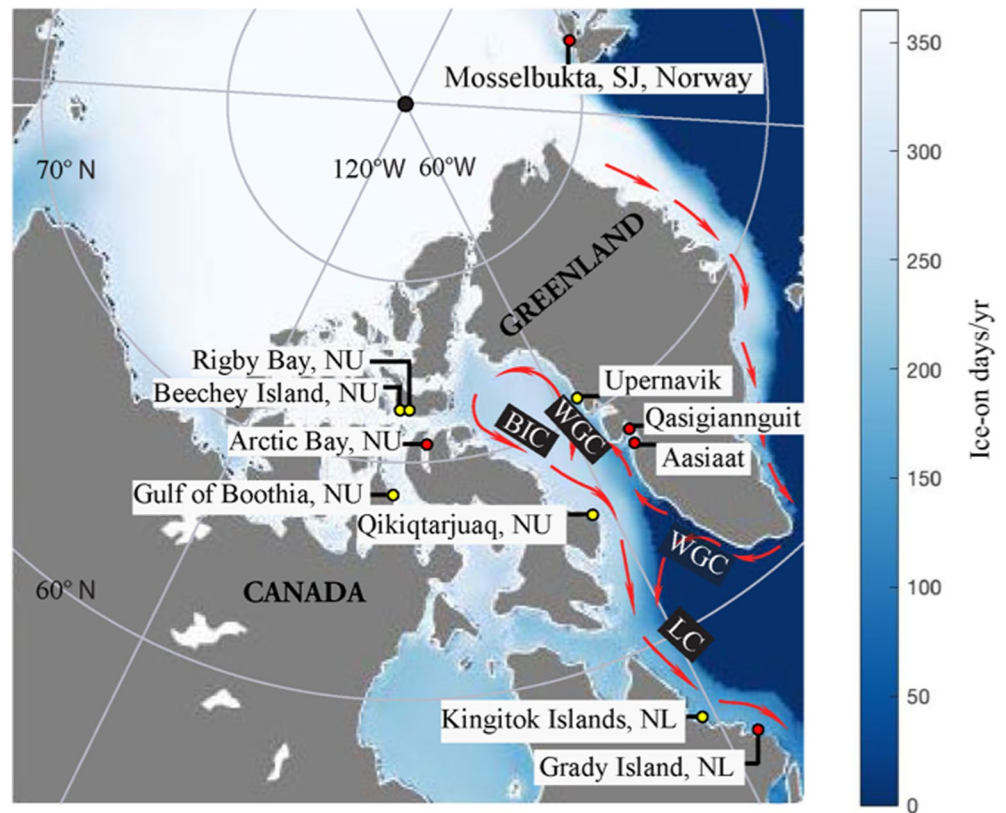 Mosselbukta, SJ, Norway
70° N
120°W 60°W
GREENLAND
Rigby Bay, NU
Beechey Island, NU
Arctic Bay, NU
Gulf of Boothia, NU
Qikiqtarjuaq, NU
Upernavik
Qasigiannguit
Aasiaat
BIC
WGC
WGC
LC
60° N
CANADA
Kingitok Islands, NL
Grady Island, NL
350
300
250
200
150
100
50
0
Ice-on days/yr